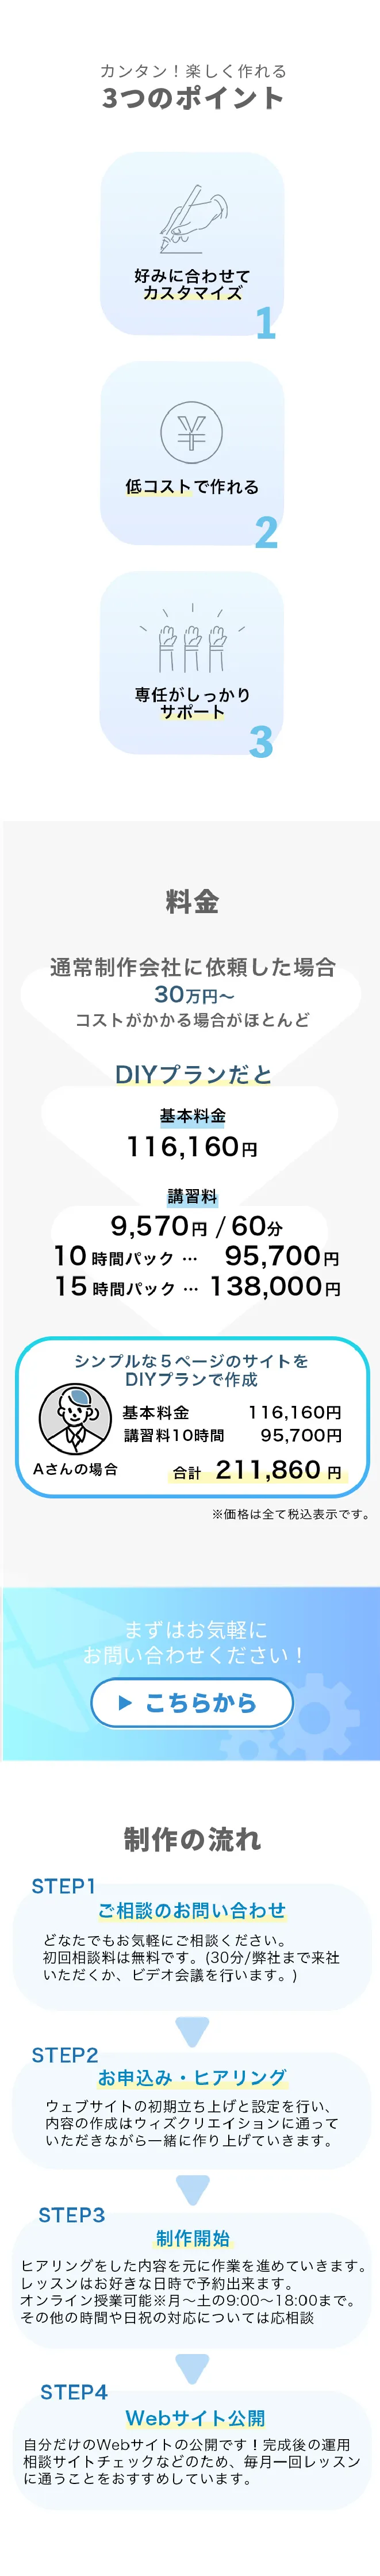 カンタン！楽しく作れる
3つのポイント
好みに合わせて
カスタマイズ
1
¥
低コストで作れる
2
専任がしっかり
サポート
3
料金
通常制作会社に依頼した場合
30万円〜
コストがかかる場合がほとんど
DIYプランだと
基本料金
116,160円
講習料
9,570円 / 60分
10時間パック … 95,700円
15時間パック … 138,000円
シンプルな５ページのサイトを
DIYプランで作成
基本料金 116,160円
講習料10時間 95,700円
Aさんの場合
合計 211,860 円
※価格は全て税込表示です。
まずはお気軽に
お問い合わせください！
▶ こちらから
制作の流れ
STEP1
ご相談のお問い合わせ
どなたでもお気軽にご相談ください。
初回相談料は無料です。(30分/弊社まで来社
いただくか、ビデオ会議を行います。)
STEP2
お申込み・ヒアリング
ウェブサイトの初期立ち上げと設定を行い、
内容の作成はウィズクリエイションに通って
いただきながら一緒に作り上げていきます。
STEP3
制作開始
ヒアリングをした内容を元に作業を進めていきます。
レッスンはお好きな日時で予約出来ます。
オンライン授業可能※月〜土の9:00〜18:00まで。
その他の時間や日祝の対応については応相談
STEP4
Webサイト公開
自分だけのWebサイトの公開です！完成後の運用
相談サイトチェックなどのため、毎月一回レッスン
に通うことをおすすめしています。